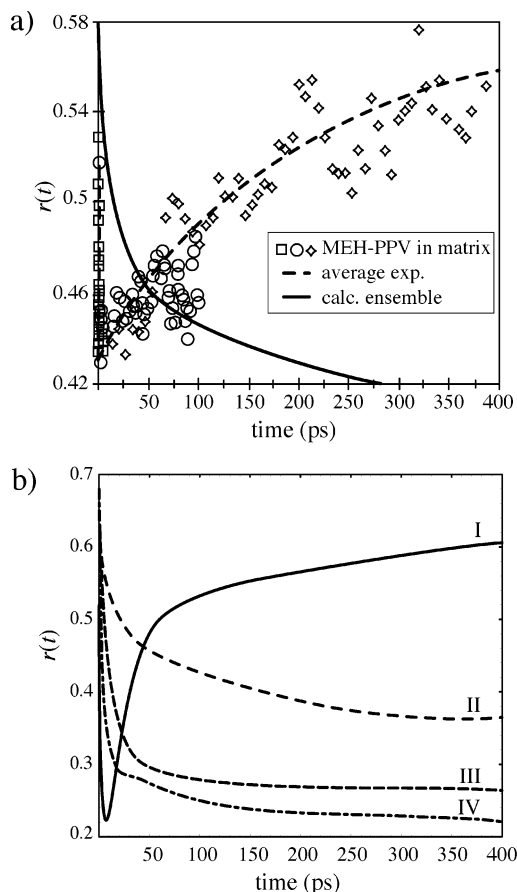 a)
0.58
0.54
0.5
0.46
0.42
r(t)
MEH-PPV in matrix
average exp.
calc. ensemble
50 100 150 200 250 300 350 400
time (ps)
b)
0.7
0.6
0.5
0.4
0.3
0.2
r(t)
I
II
III
IV
50 100 150 200 250 300 350 400
time (ps)